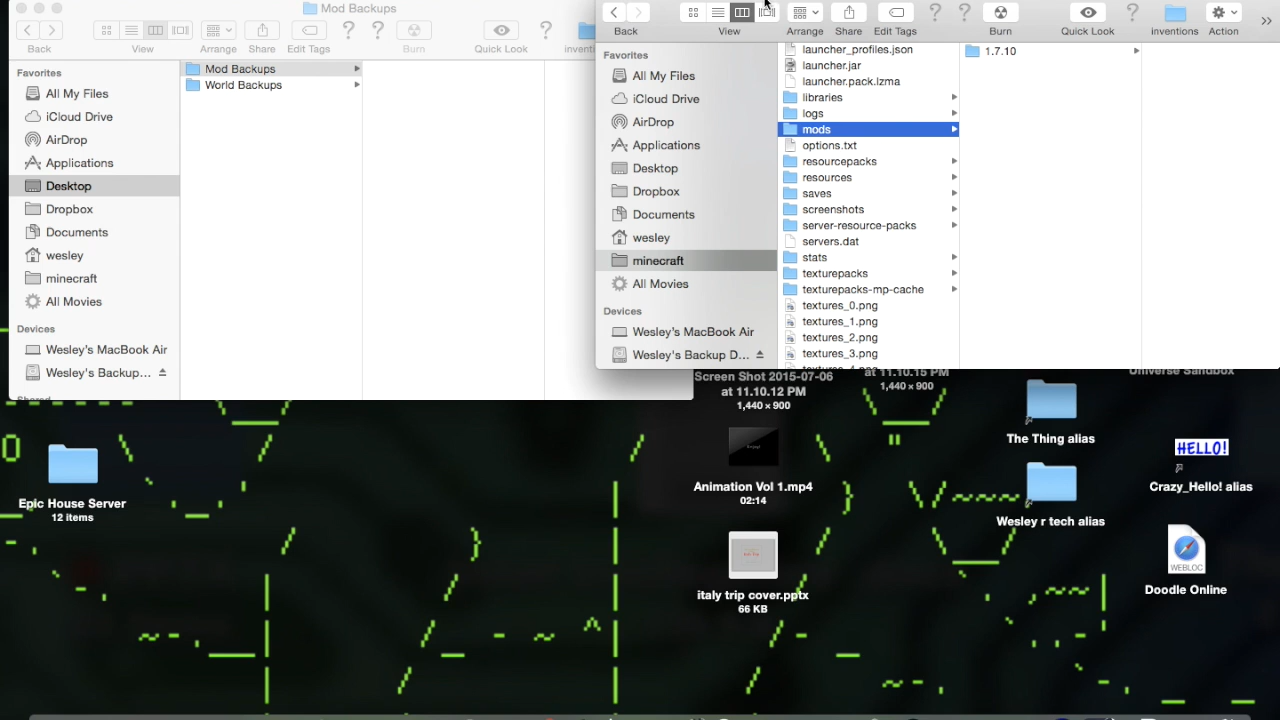 Mod Backups
Back
View
Arrange
Share
Edit Tags
Burn
Quick Look
inventi
Favorites
All My Files
iCloud Drive
AirDrop
Applications
Desktop
Dropbox
Documents
wesley
minecraft
All Movies
Devices
Wesley's MacBook Air
Wesley's Backup...
Shared
Mod Backups
World Backups
Back
View
Arrange
Share
Edit Tags
Burn
Quick Look
inventions
Action
Favorites
All My Files
iCloud Drive
AirDrop
Applications
Desktop
Dropbox
Documents
wesley
minecraft
All Movies
Devices
Wesley's MacBook Air
Wesley's Backup D...
launcher_profiles.json
launcher.jar
launcher.pack.lzma
libraries
logs
mods
options.txt
resourcepacks
resources
saves
screenshots
server-resource-packs
servers.dat
stats
texturepacks
texturepacks-mp-cache
textures_0.png
textures_1.png
textures_2.png
textures_3.png
1.7.10
Epic House Server
12 items
Screen Shot 2015-07-06
at 11.10.12 PM
1,440 × 900
at 11.10.15 PM
1,440 × 900
Universe Sandbox
Animation Vol 1.mp4
02:14
italy trip cover.pptx
66 KB
The Thing alias
Wesley r tech alias
HELLO!
Crazy_Hello! alias
WEBLOC
Doodle Online